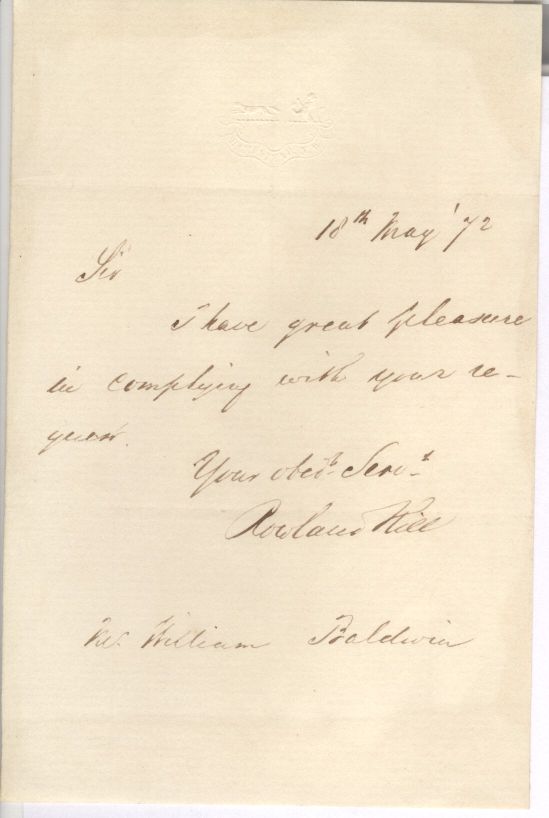 18th May '72
Sir
I have great pleasure
in complying with your re-
quest.
Your obedt. Servt.
Rowland Hill
Mr. William Baldwin